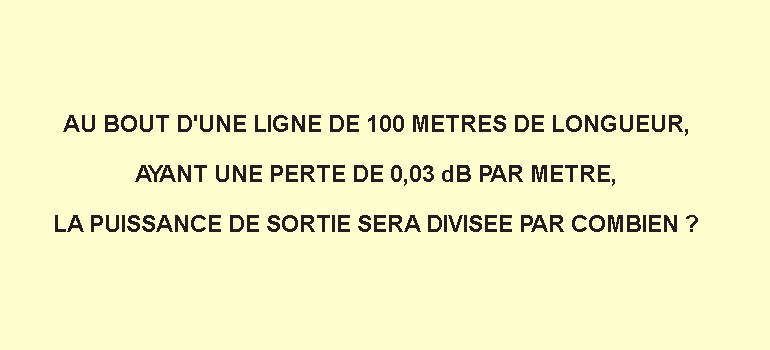 AU BOUT D'UNE LIGNE DE 100 METRES DE LONGUEUR,
AYANT UNE PERTE DE 0,03 dB PAR METRE,
LA PUISSANCE DE SORTIE SERA DIVISEE PAR COMBIEN ?